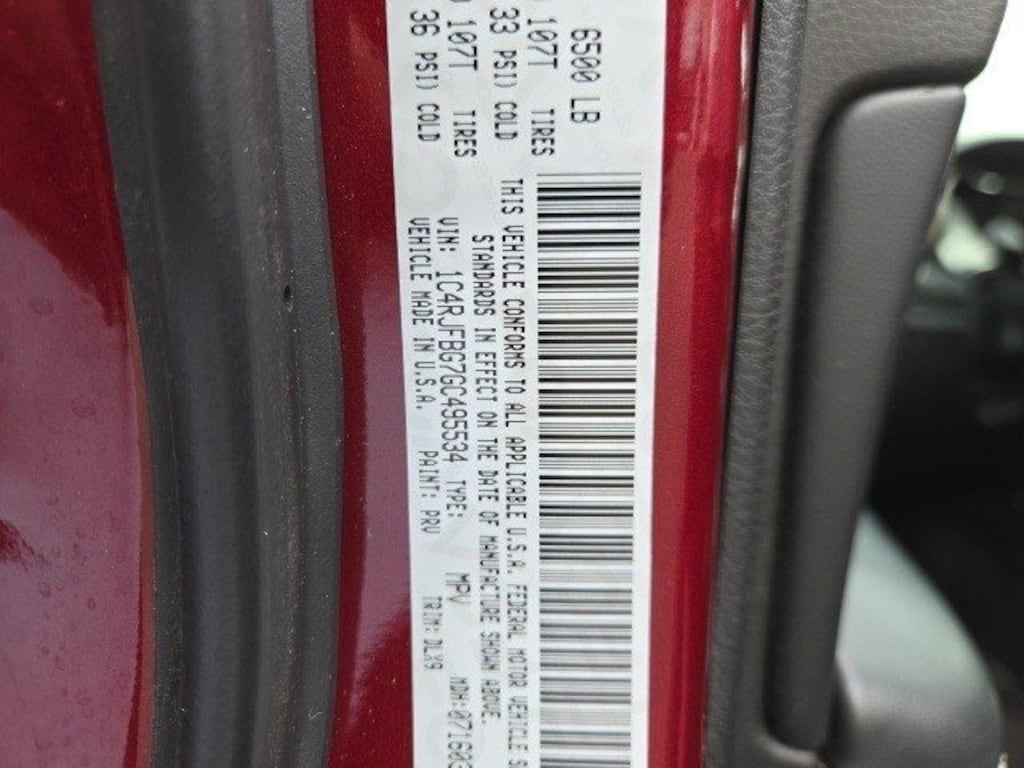 6500 LB
107T TIRES
33 PSI) COLD
107T TIRES
36 PSI) COLD
THIS VEHICLE CONFORMS TO ALL APPLICABLE U.S.A. FEDERAL MOTOR VEHICLE S
STANDARDS IN EFFECT ON THE DATE OF MANUFACTURE SHOWN ABOVE.
VIN: 1C4RJFBG7GC495534 TYPE: MPV MDH:071603
VEHICLE MADE IN U.S.A. PAINT: PRV TRIM: DLX9